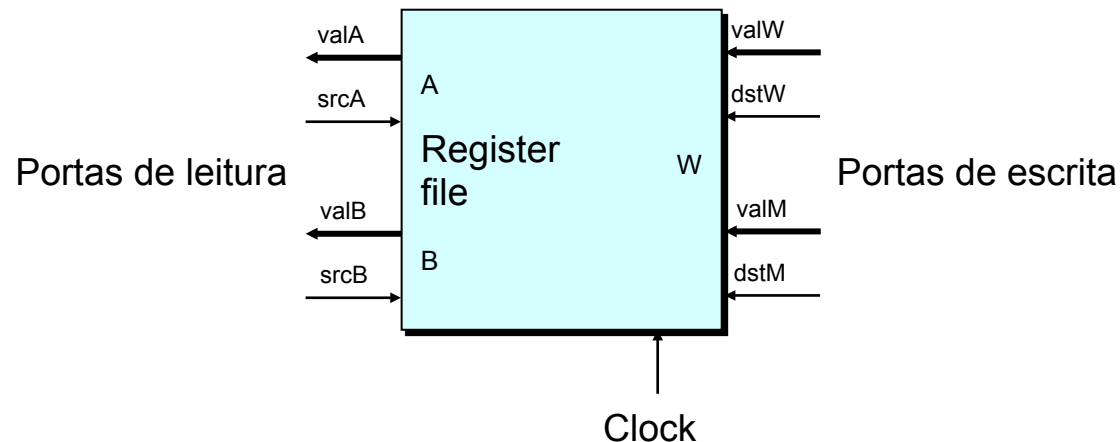 valA
valW
A
srcA
dstW
Register
file
W
Portas de leitura
Portas de escrita
valB
valM
B
srcB
dstM
Clock